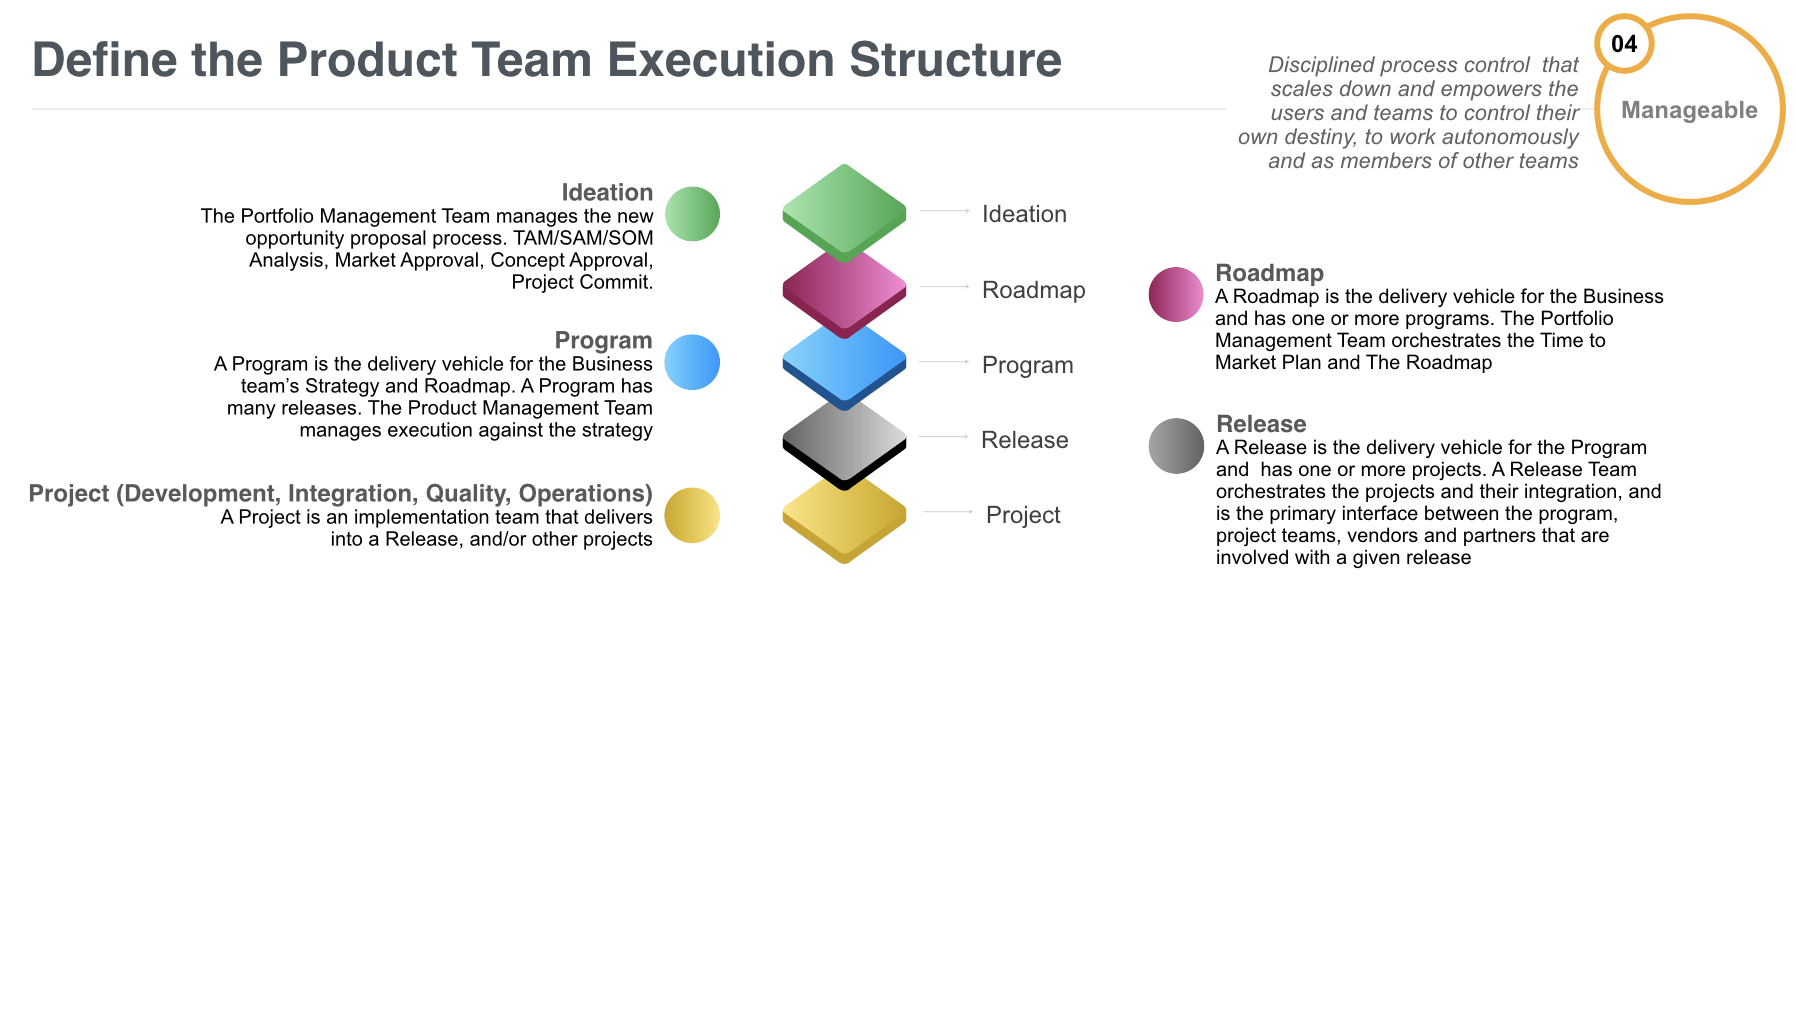 Define the Product Team Execution Structure
Disciplined process control  that
scales down and empowers the
users and teams to control their
own destiny, to work autonomously
and as members of other teams
04
Manageable
Ideation
The Portfolio Management Team manages the new
opportunity proposal process. TAM/SAM/SOM
Analysis, Market Approval, Concept Approval,
Project Commit.
Program
A Program is the delivery vehicle for the Business
team’s Strategy and Roadmap. A Program has
many releases. The Product Management Team
manages execution against the strategy
Project (Development, Integration, Quality, Operations)
A Project is an implementation team that delivers
into a Release, and/or other projects
Ideation
Roadmap
Program
Release
Project
Roadmap
A Roadmap is the delivery vehicle for the Business
and has one or more programs. The Portfolio
Management Team orchestrates the Time to
Market Plan and The Roadmap
Release
A Release is the delivery vehicle for the Program
and  has one or more projects. A Release Team
orchestrates the projects and their integration, and
is the primary interface between the program,
project teams, vendors and partners that are
involved with a given release